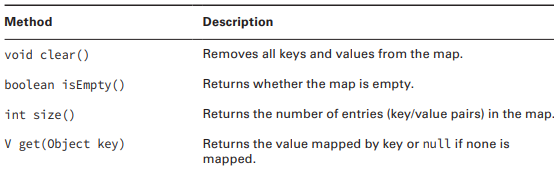 Method Description
void clear() Removes all keys and values from the map.
boolean isEmpty() Returns whether the map is empty.
int size() Returns the number of entries (key/value pairs) in the map.
V get(Object key) Returns the value mapped by key or null if none is
mapped.